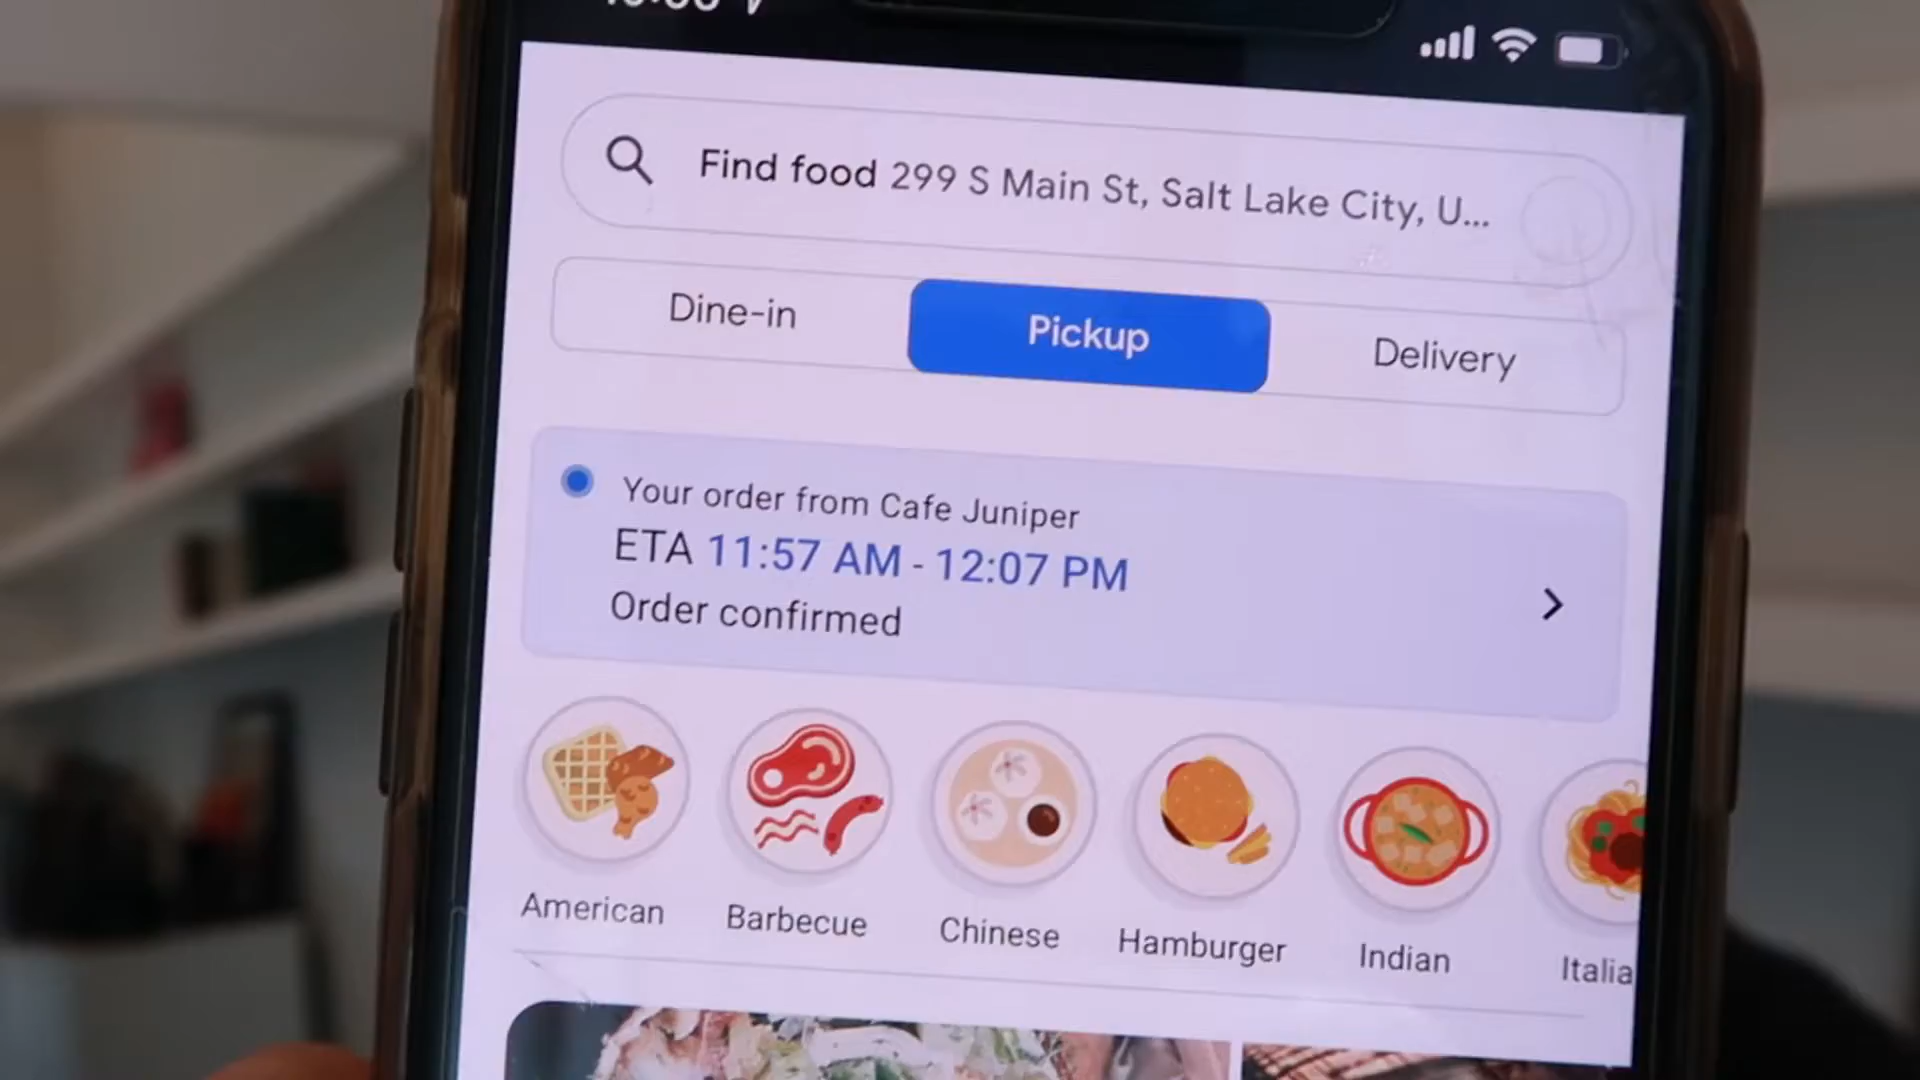 Find food 299 S Main St, Salt Lake City, U...
Dine-in
Pickup
Delivery
Your order from Cafe Juniper
ETA 11:57 AM - 12:07 PM
Order confirmed
American
Barbecue
Chinese
Hamburger
Indian
Italia